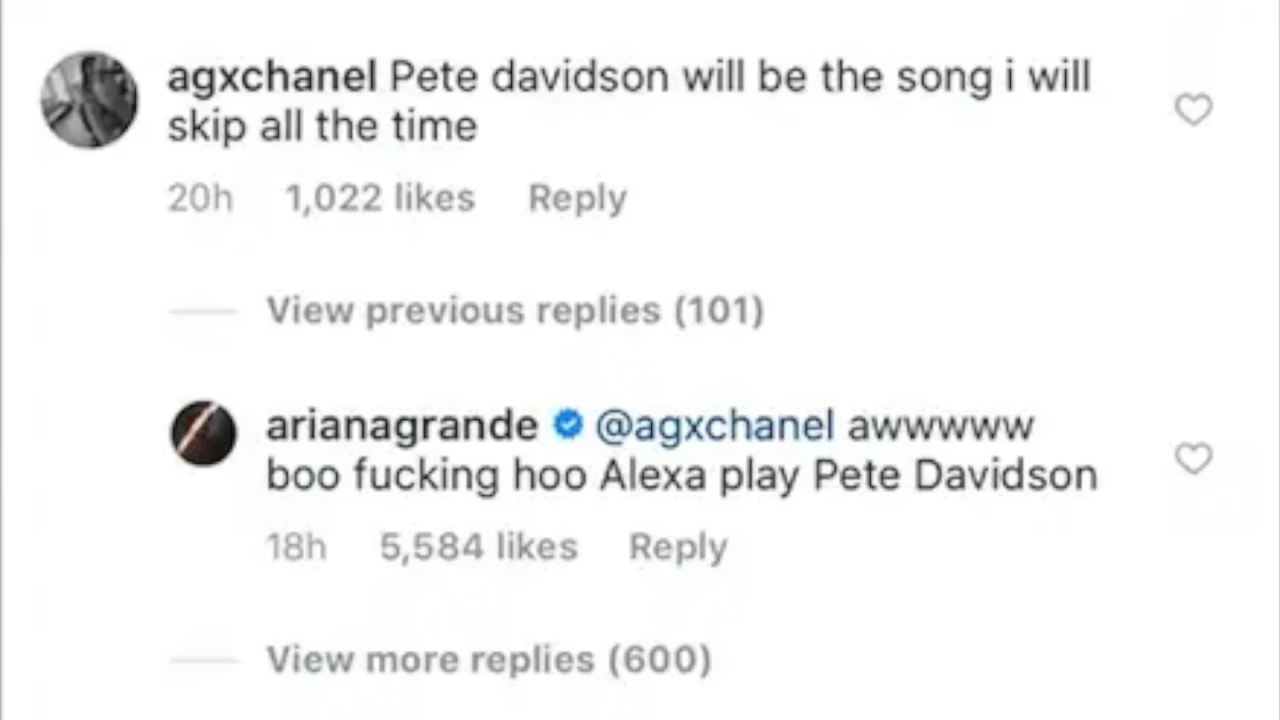 agxchanel Pete davidson will be the song i will
skip all the time
20h 1,022 likes Reply
View previous replies (101)
arianagrande @agxchanel awwwww
boo fucking hoo Alexa play Pete Davidson
18h 5,584 likes Reply
View more replies (600)